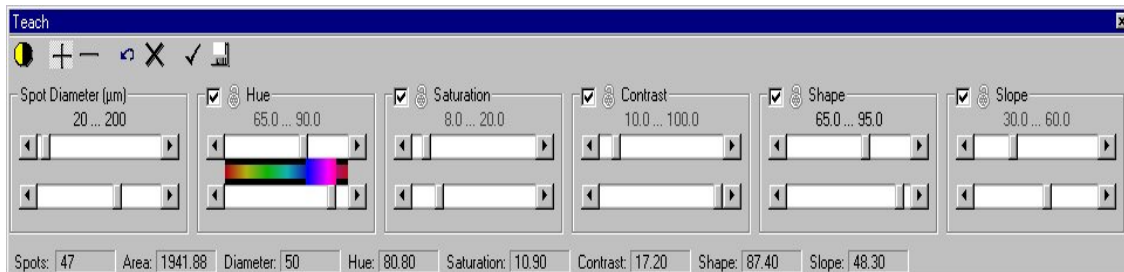 Teach
Spot Diameter (µm) Hue Saturation Contrast Shape Slope
20 ... 200 65.0 ... 90.0 8.0 ... 20.0 10.0 ... 100.0 65.0 ... 95.0 30.0 ... 60.0
Spots: 47 Area: 1941.88 Diameter: 50 Hue: 80.80 Saturation: 10.90 Contrast: 17.20 Shape: 87.40 Slope: 48.30